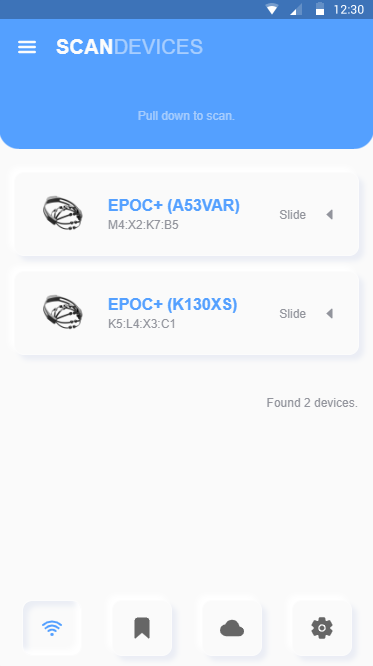 12:30
SCANDEVICES
Pull down to scan.
EPOC+ (A53VAR)
M4:X2:K7:B5
Slide
EPOC+ (K130XS)
K5:L4:X3:C1
Slide
Found 2 devices.